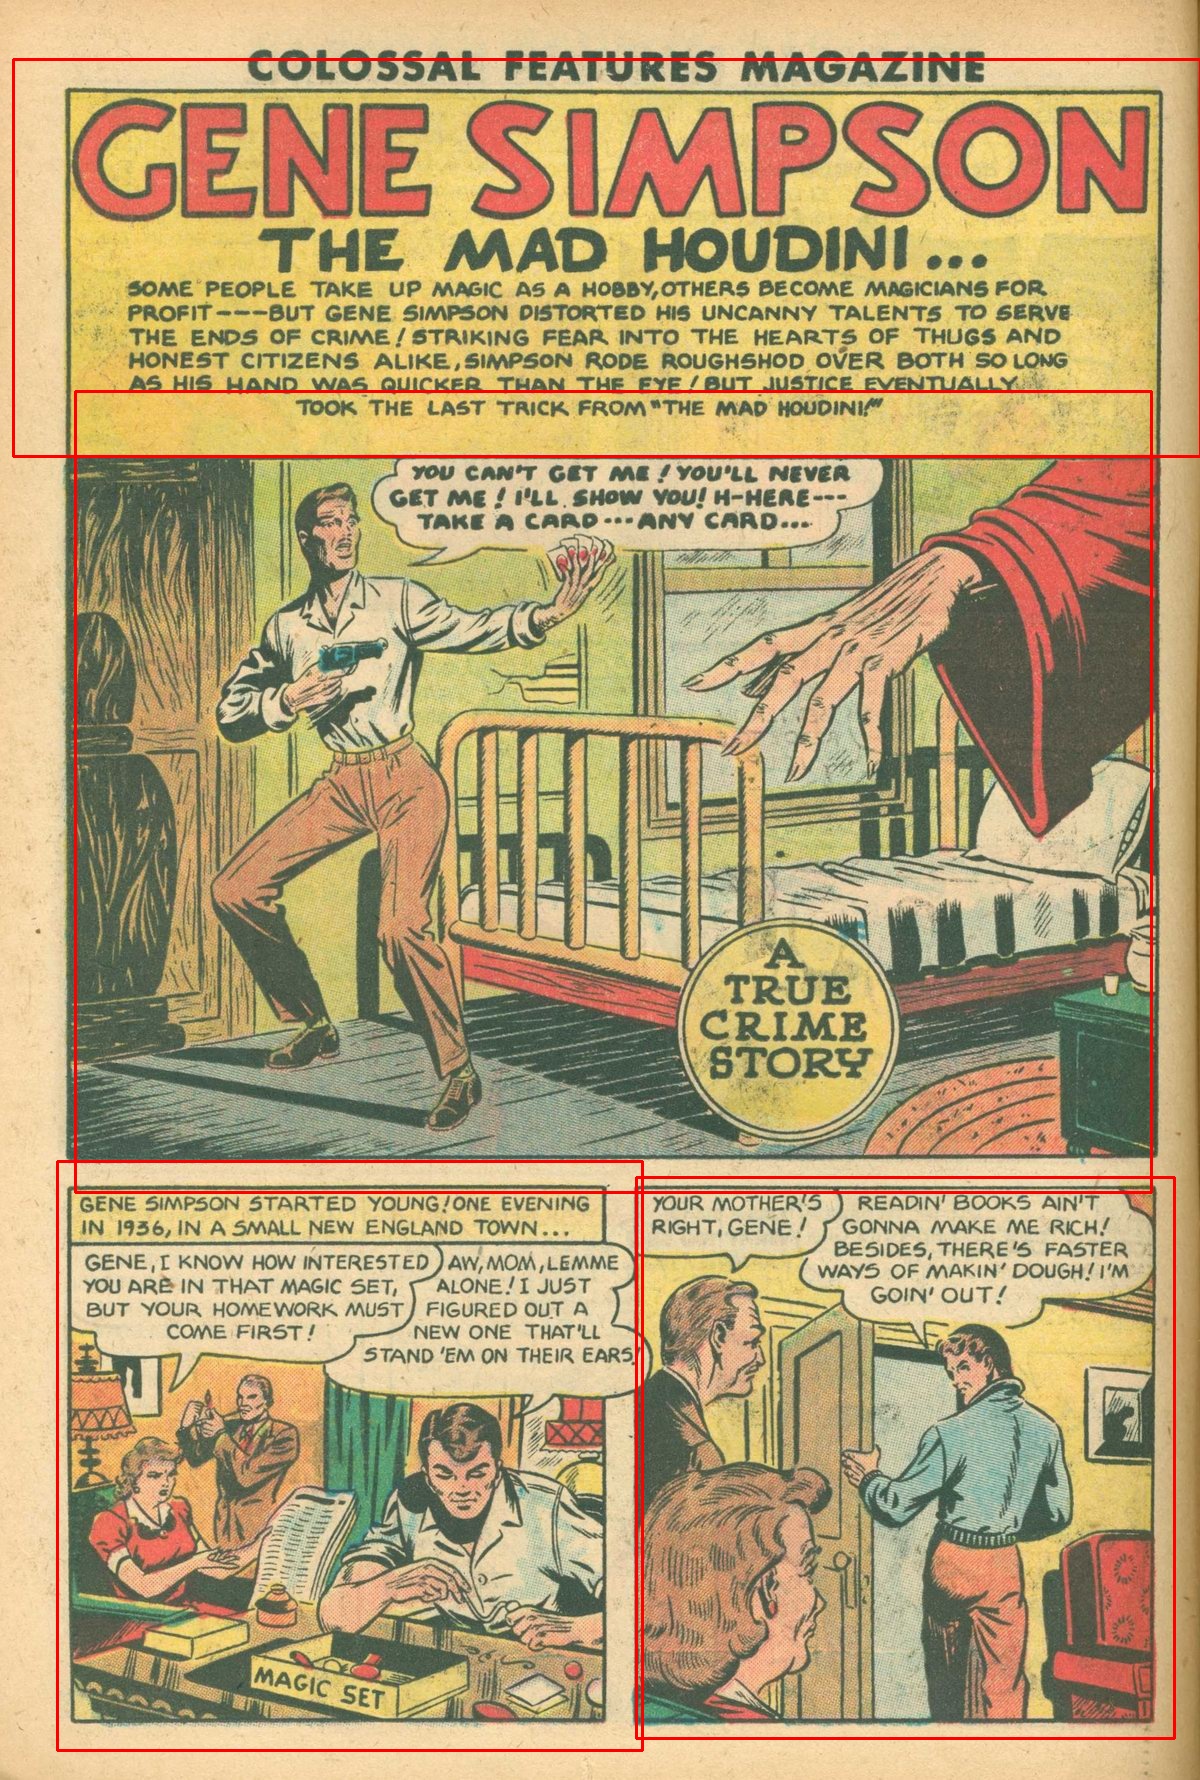 COLOSSAL FEATURES MAGAZINE
GENE SIMPSON
THE MAD HOUDINI...
SOME PEOPLE TAKE UP MAGIC AS A HOBBY, OTHERS BECOME MAGICIANS FOR
PROFIT---BUT GENE SIMPSON DISTORTED HIS UNCANNY TALENTS TO SERVE
THE ENDS OF CRIME! STRIKING FEAR INTO THE HEARTS OF THUGS AND
HONEST CITIZENS ALIKE, SIMPSON RODE ROUGHSHOD OVER BOTH SO LONG
AS HIS HAND WAS QUICKER THAN THE EYE! BUT JUSTICE EVENTUALLY
TOOK THE LAST TRICK FROM "THE MAD HOUDINI!"
YOU CAN'T GET ME! YOU'LL NEVER
GET ME! I'LL SHOW YOU! H-HERE---
TAKE A CARD---ANY CARD...
A
TRUE
CRIME
STORY
GENE SIMPSON STARTED YOUNG! ONE EVENING
IN 1936, IN A SMALL NEW ENGLAND TOWN...
GENE, I KNOW HOW INTERESTED
YOU ARE IN THAT MAGIC SET,
BUT YOUR HOMEWORK MUST
COME FIRST!
AW, MOM, LEMME
ALONE! I JUST
FIGURED OUT A
NEW ONE THAT'LL
STAND 'EM ON THEIR EARS!
MAGIC SET
YOUR MOTHER'S
RIGHT, GENE!
READIN' BOOKS AIN'T
GONNA MAKE ME RICH!
BESIDES, THERE'S FASTER
WAYS OF MAKIN' DOUGH! I'M
GOIN' OUT!